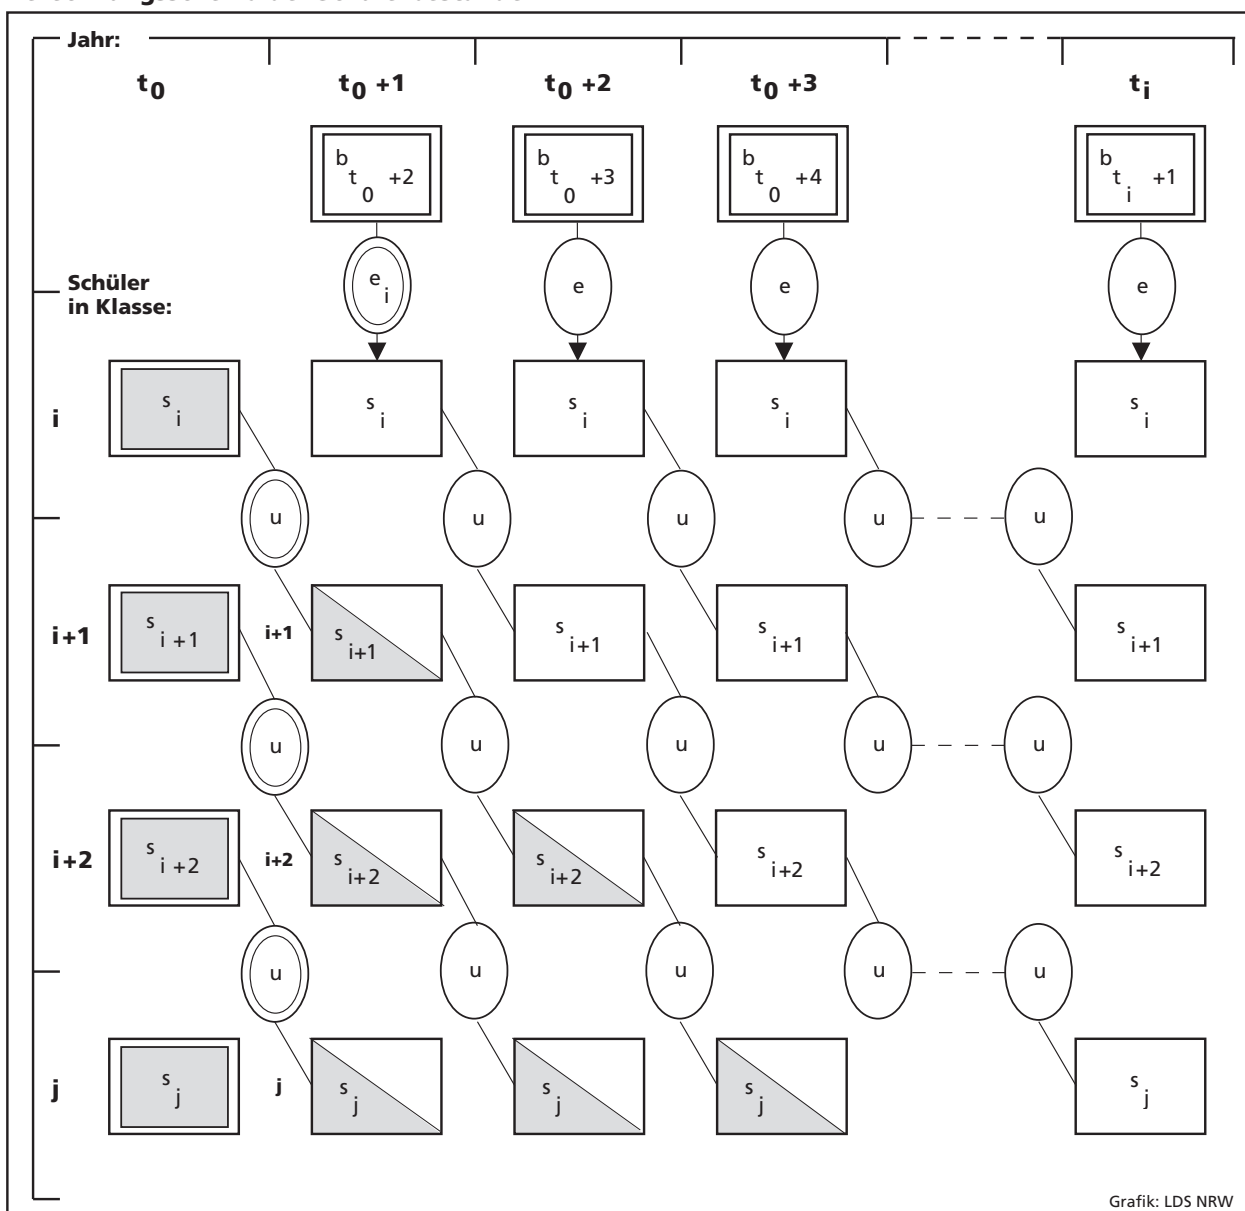 Jahr:
t0 t0 +1 t0 +2 t0 +3 ti
b t0 +2 b t0 +3 b t0 +4 b ti +1
ei e e e
Schüler
in Klasse:
i si si si si si
u u u u u
i+1 si +1 i+1 si+1 si+1 si+1 si+1
u u u u u
i+2 si +2 i+2 si+2 si+2 si+2 si+2
u u u u u
j sj j sj sj sj sj
Grafik: LDS NRW